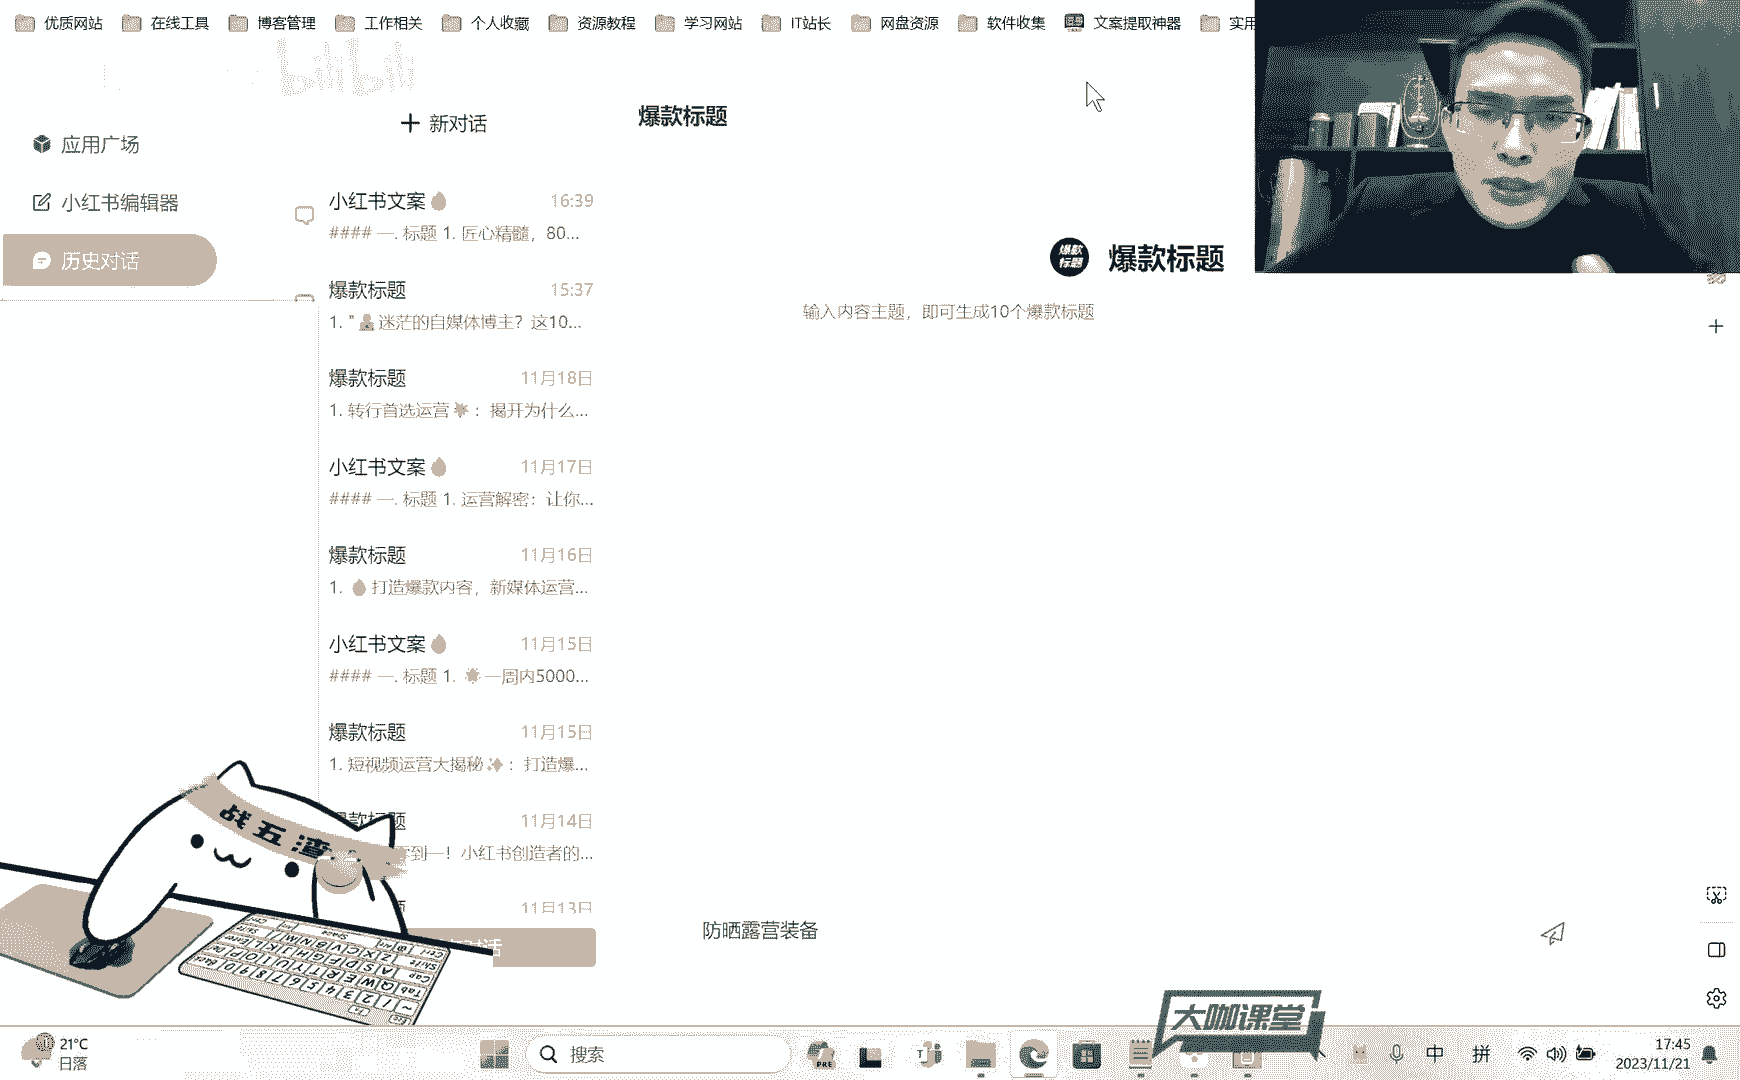 优质网站
在线工具
博客管理
工作相关
个人收藏
资源教程
学习网站
IT站长
网盘资源
软件收集
文案提取神器
实用
bilibili
应用广场
小红书编辑器
历史对话
新对话
小红书文案 16:39
#### 一. 标题 1. 匠心精髓，80...
爆款标题 15:37
1. " 迷茫的自媒体博主？这10...
爆款标题 11月18日
1. 转行首选运营 ：揭开为什么...
小红书文案 11月17日
#### 一. 标题 1. 运营解密：让你...
爆款标题 11月16日
1. 打造爆款内容，新媒体运营...
小红书文案 11月15日
#### 一. 标题 1. 一周内5000...
爆款标题 11月15日
1. 短视频运营大揭秘 ：打造爆...
爆款标题 11月14日
到一！小红书创造者的...
11月13日
对话
爆款标题
爆款标题
爆款标题
输入内容主题，即可生成10个爆款标题
防晒露营装备
战五渣
大咖课堂
21°C
日落
搜索
PRE
中
拼
17:45
2023/11/21